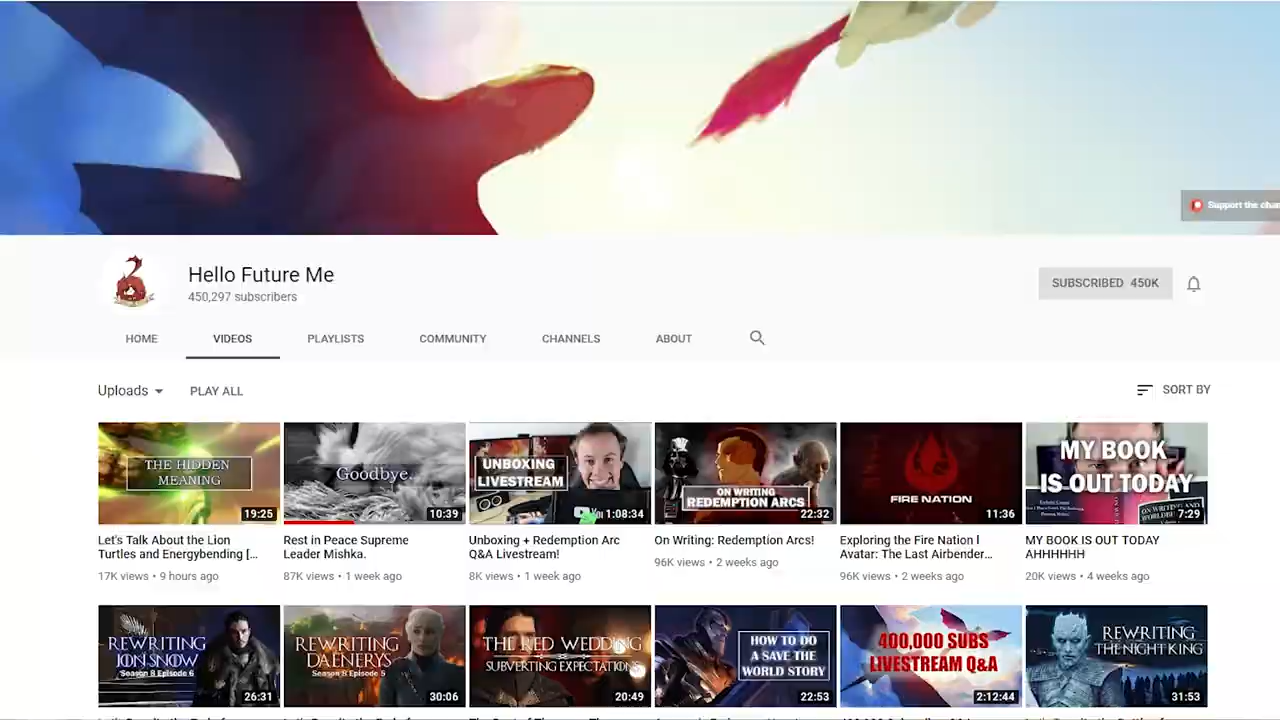 Support the chan
Hello Future Me
450,297 subscribers
SUBSCRIBED 450K
HOME
VIDEOS
PLAYLISTS
COMMUNITY
CHANNELS
ABOUT
Uploads
PLAY ALL
SORT BY
THE HIDDEN
MEANING
19:25
Goodbye.
10:39
UNBOXING
LIVESTREAM
1:08:34
ON WRITING
REDEMPTION ARCS
22:32
FIRE NATION
11:36
MY BOOK
IS OUT TODAY
ON WRITING AND
7:29
Let's Talk About the Lion
Turtles and Energybending [...
17K views • 9 hours ago
Rest in Peace Supreme
Leader Mishka.
87K views • 1 week ago
Unboxing + Redemption Arc
Q&A Livestream!
8K views • 1 week ago
On Writing: Redemption Arcs!
96K views • 2 weeks ago
Exploring the Fire Nation l
Avatar: The Last Airbender...
96K views • 2 weeks ago
MY BOOK IS OUT TODAY
AHHHHHH
20K views • 4 weeks ago
REWRITING
JON SNOW
Season 8 Episode 6
26:31
REWRITING
DAENERYS
Season 8 Episode 5
30:06
THE RED WEDDING
SUBVERTING EXPECTATIONS
20:49
HOW TO DO
A SAVE THE
WORLD STORY
22:53
400,000 SUBS
LIVESTREAM Q&A
2:12:44
REWRITING
THE NIGHT KING
31:53